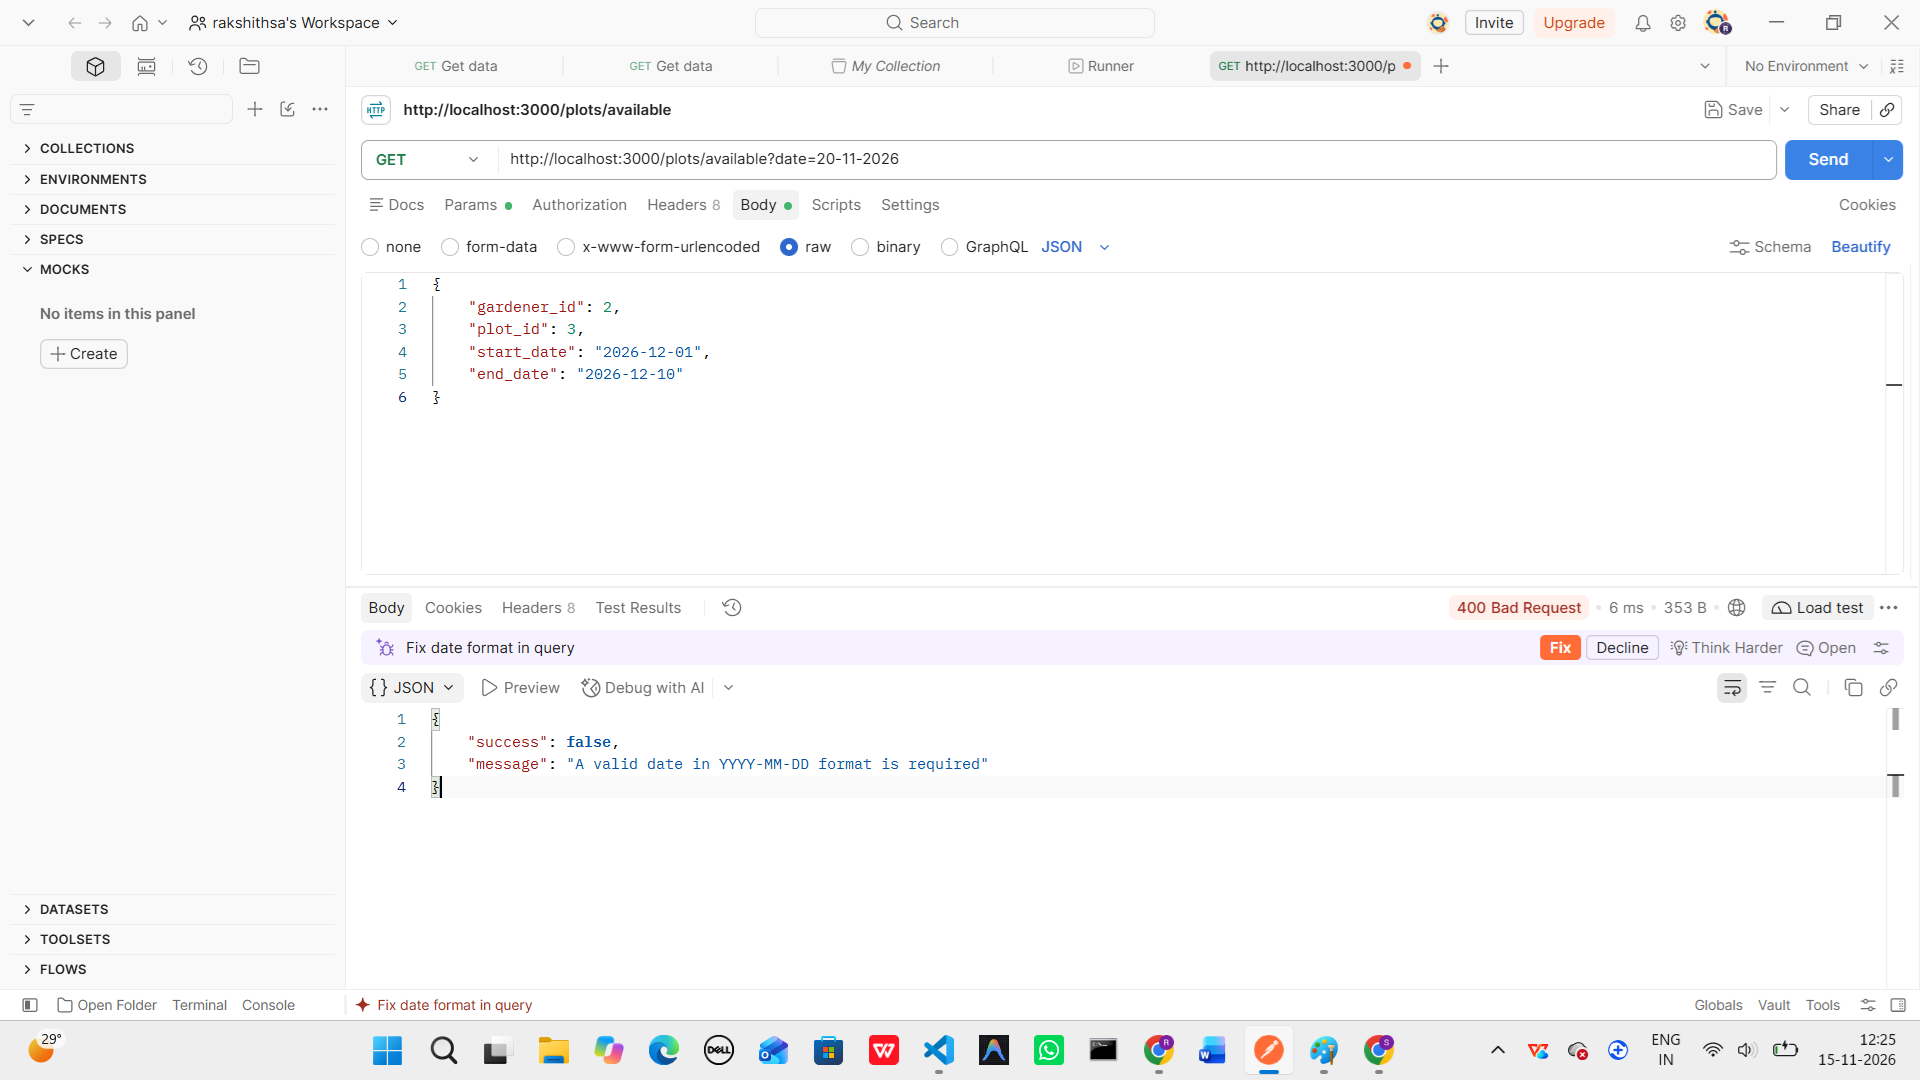 rakshithsa's Workspace
Search
Invite
Upgrade
GET Get data
GET Get data
My Collection
Runner
GET http://localhost:3000/p
No Environment
HTTP http://localhost:3000/plots/available
Save
Share
COLLECTIONS
ENVIRONMENTS
DOCUMENTS
SPECS
MOCKS
No items in this panel
Create
GET
http://localhost:3000/plots/available?date=20-11-2026
Send
Docs
Params
Authorization
Headers 8
Body
Scripts
Settings
Cookies
none
form-data
x-www-form-urlencoded
raw
binary
GraphQL
JSON
Schema
Beautify
1 {
2 "gardener_id": 2,
3 "plot_id": 3,
4 "start_date": "2026-12-01",
5 "end_date": "2026-12-10"
6 }
Body
Cookies
Headers 8
Test Results
400 Bad Request
6 ms
353 B
Load test
Fix date format in query
Fix
Decline
Think Harder
Open
{} JSON
Preview
Debug with AI
1 {
2 "success": false,
3 "message": "A valid date in YYYY-MM-DD format is required"
4 }
DATASETS
TOOLSETS
FLOWS
Open Folder
Terminal
Console
Fix date format in query
Globals
Vault
Tools
29°
DELL
ENG
IN
12:25
15-11-2026